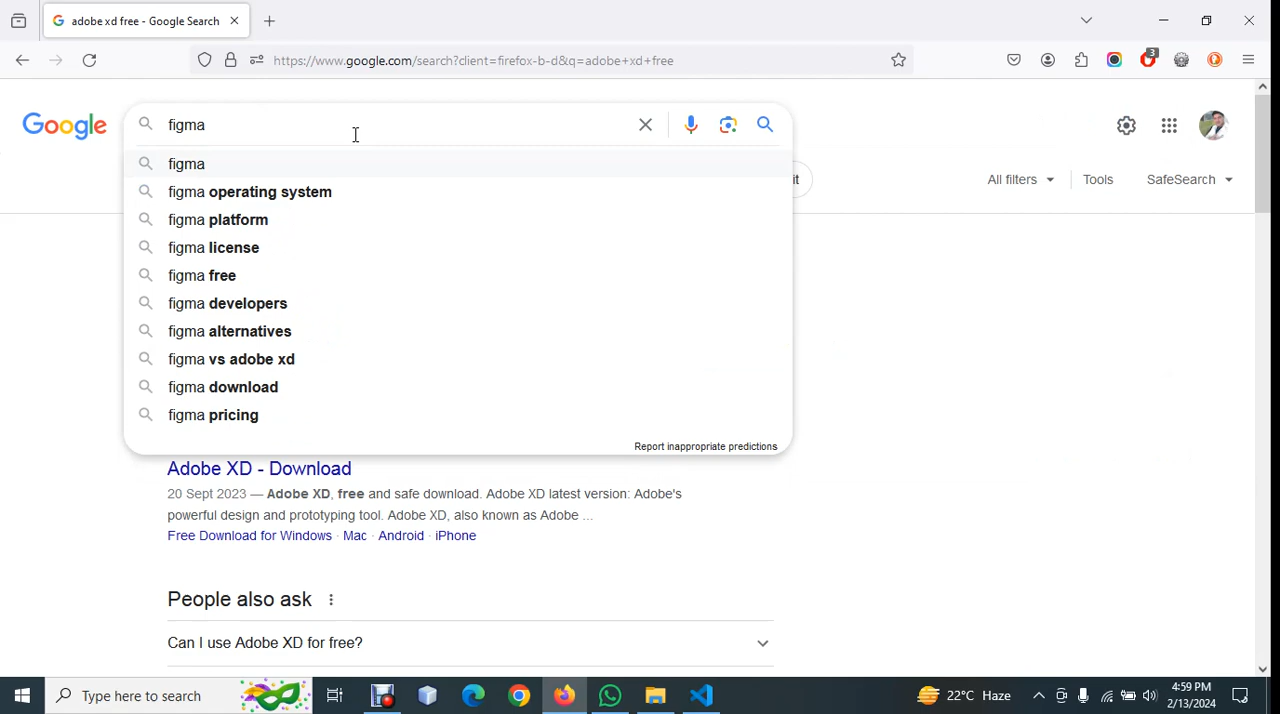 adobe xd free - Google Search
https://www.google.com/search?client=firefox-b-d&q=adobe+xd+free
3
Google
figma
figma
figma operating system
figma platform
figma license
figma free
figma developers
figma alternatives
figma vs adobe xd
figma download
figma pricing
Report inappropriate predictions
it
All filters
Tools
SafeSearch
Adobe XD - Download
20 Sept 2023 — Adobe XD, free and safe download. Adobe XD latest version: Adobe's
powerful design and prototyping tool. Adobe XD, also known as Adobe ...
Free Download for Windows · Mac · Android · iPhone
People also ask
Can I use Adobe XD for free?
Type here to search
22°C Haze
4:59 PM
2/13/2024